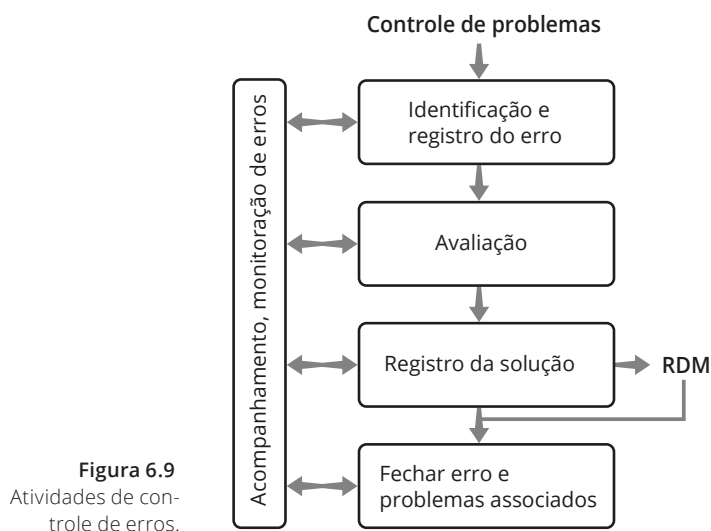 Controle de problemas
Acompanhamento, monitoração de erros
Identificação e
registro do erro
Avaliação
Registro da solução
RDM
Fechar erro e
problemas associados
Figura 6.9
Atividades de con-
trole de erros.